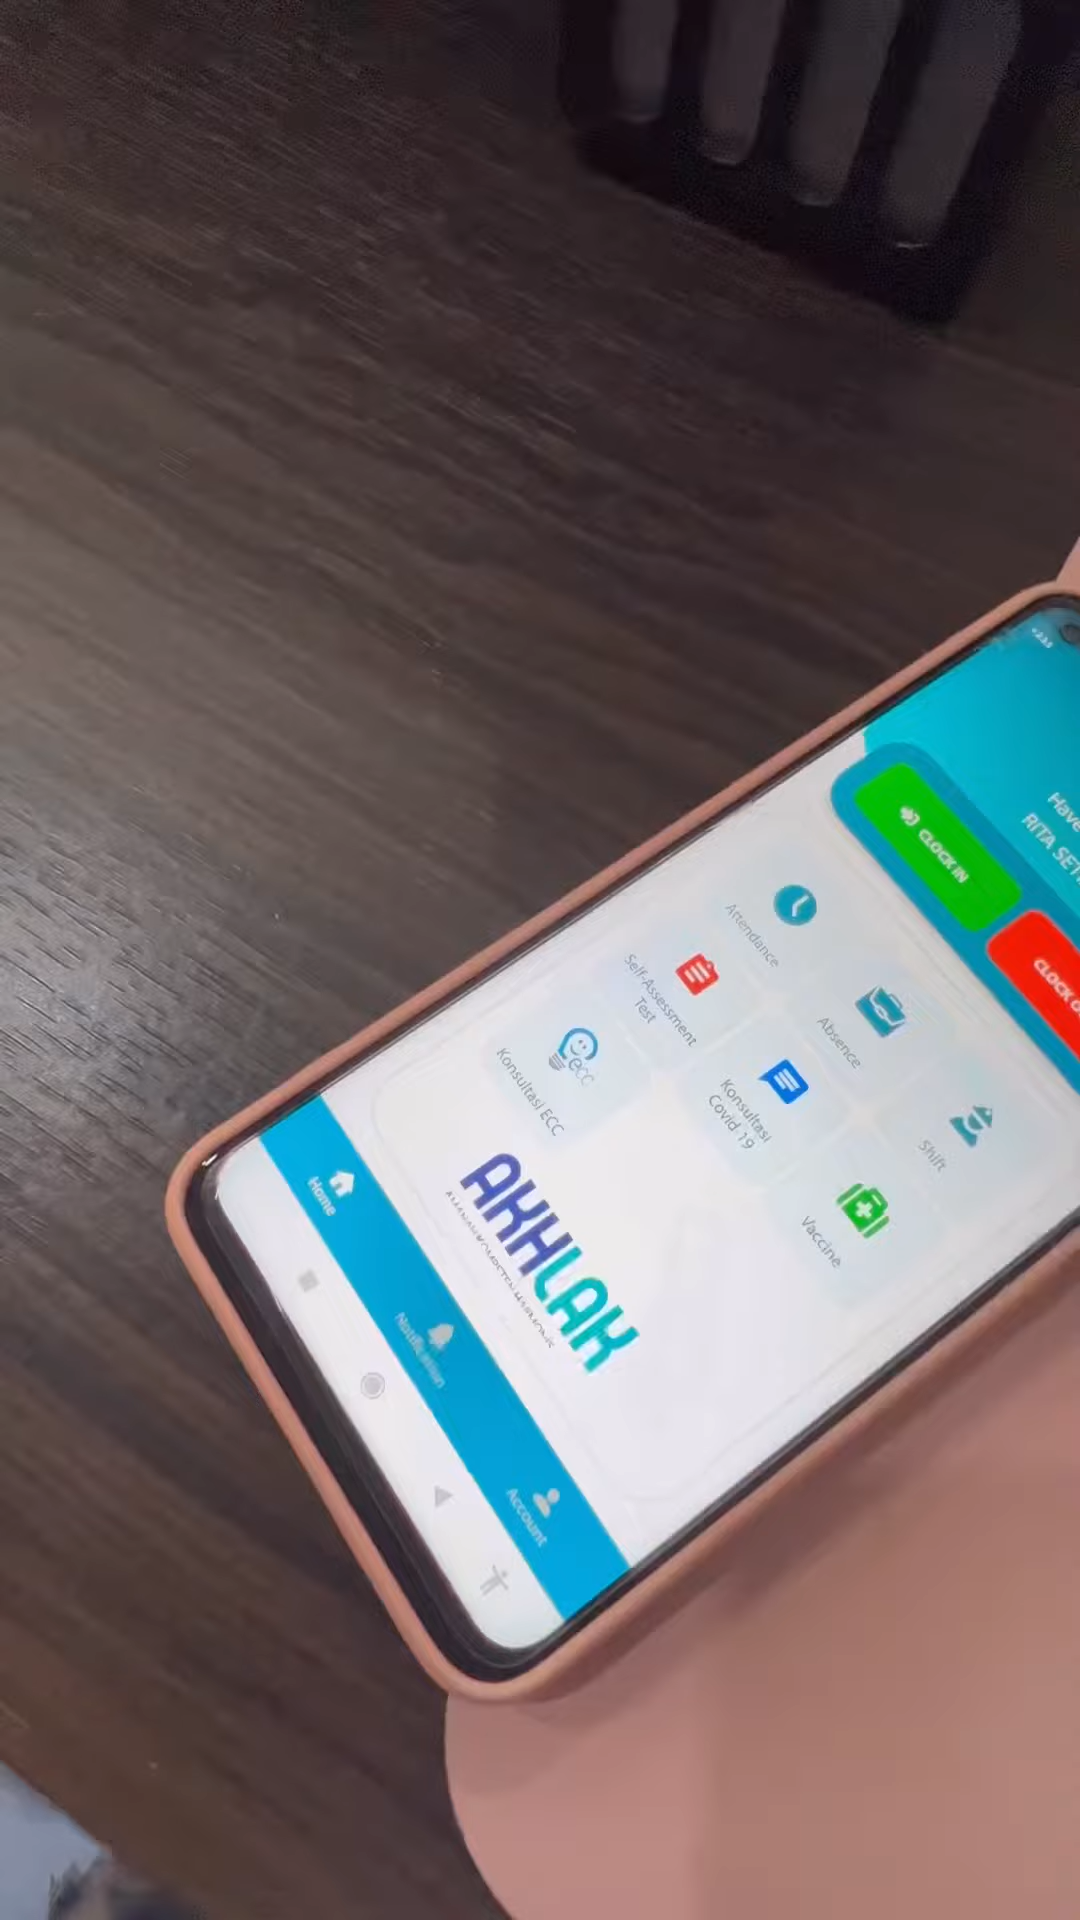 Have
RITA SET
CLOCK IN
CLOCK
Attendance
Absence
Shift
Self-Assessment
Test
Konsultasi
Covid 19
Vaccine
Konsultasi ECC
ecc
AKHLAK
Home
Notification
Account